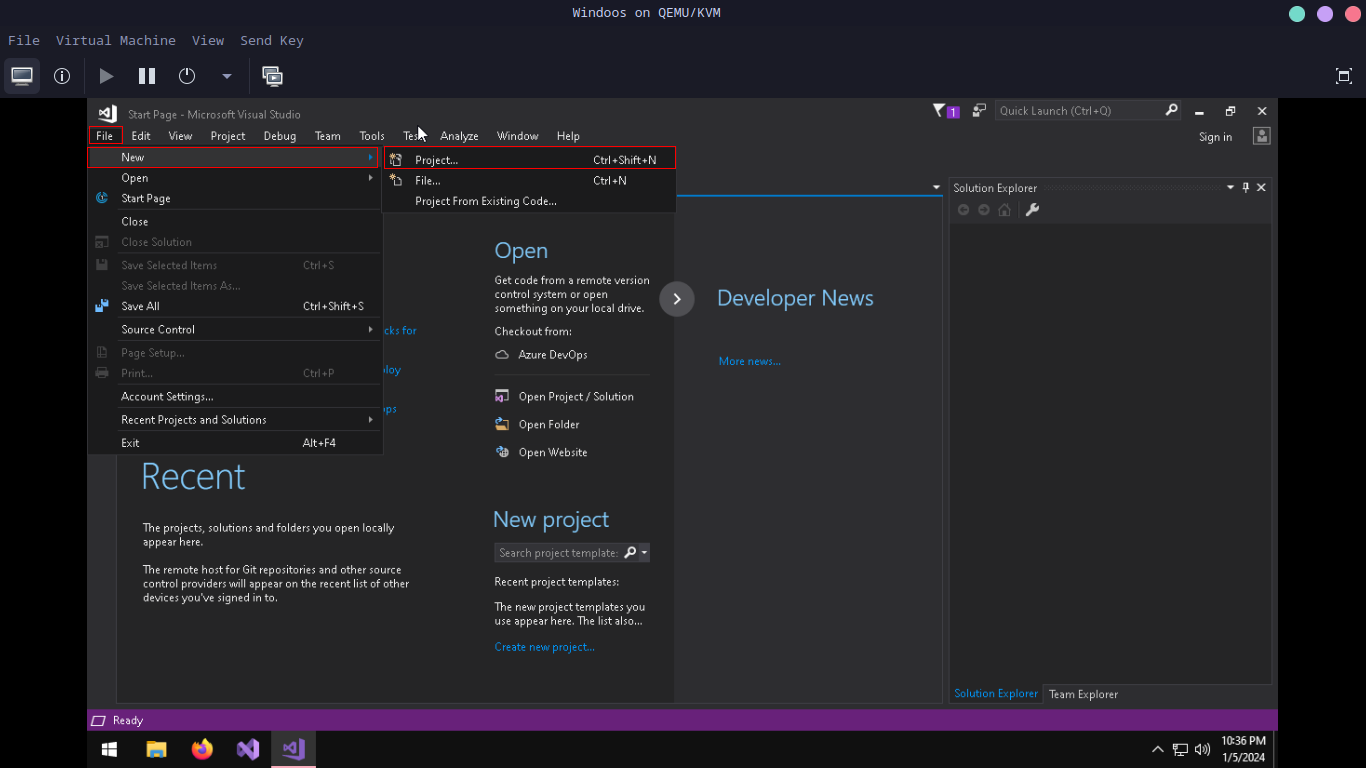 Windoos on QEMU/KVM
File Virtual Machine View Send Key
Start Page - Microsoft Visual Studio
1
Quick Launch (Ctrl+Q)
File Edit View Project Debug Team Tools Analyze Window Help
Sign in
New
Open
Start Page
Close
Close Solution
Save Selected Items Ctrl+S
Save Selected Items As...
Save All Ctrl+Shift+S
Source Control
Page Setup...
Print... Ctrl+P
Account Settings...
Recent Projects and Solutions
Exit Alt+F4
Project... Ctrl+Shift+N
File... Ctrl+N
Project From Existing Code...
for
Recent
The projects, solutions and folders you open locally
appear here.
The remote host for Git repositories and other source
control providers will appear on the recent list of other
devices you've signed in to.
Open
Get code from a remote version
control system or open
something on your local drive.
Checkout from:
Azure DevOps
Open Project / Solution
Open Folder
Open Website
New project
Search project template:
Recent project templates:
The new project templates you
use appear here. The list also...
Create new project...
Developer News
More news...
Solution Explorer
Solution Explorer Team Explorer
Ready
10:36 PM
1/5/2024